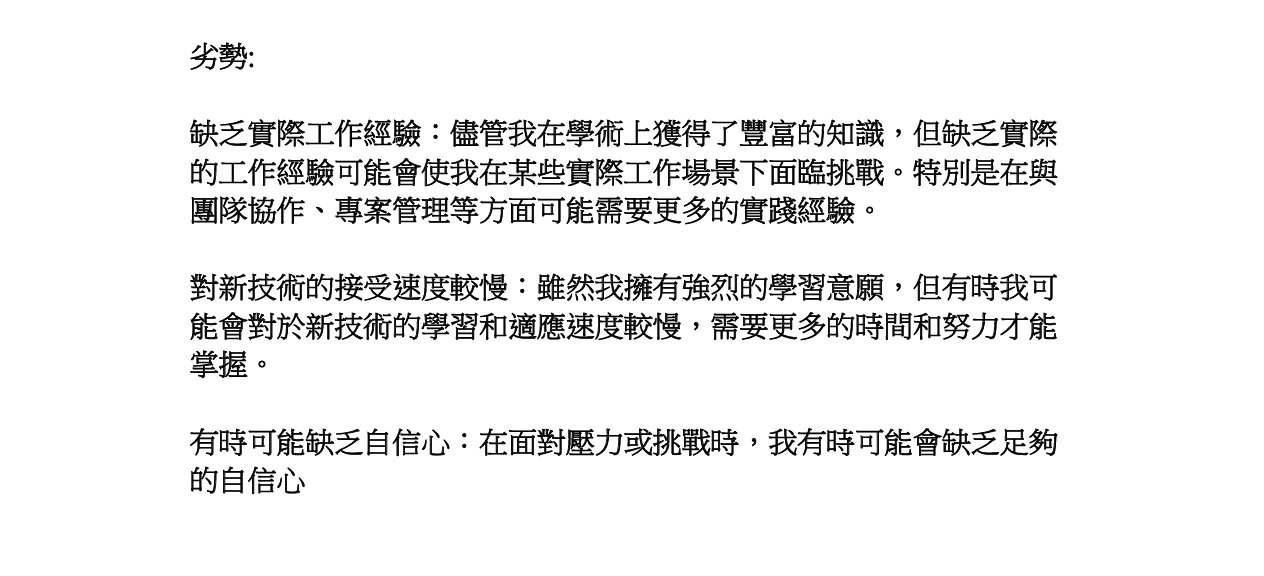 劣勢:
缺乏實際工作經驗：儘管我在學術上獲得了豐富的知識，但缺乏實際
的工作經驗可能會使我在某些實際工作場景下面臨挑戰。特別是在與
團隊協作、專案管理等方面可能需要更多的實踐經驗。
對新技術的接受速度較慢：雖然我擁有強烈的學習意願，但有時我可
能會對於新技術的學習和適應速度較慢，需要更多的時間和努力才能
掌握。
有時可能缺乏自信心：在面對壓力或挑戰時，我有時可能會缺乏足夠
的自信心